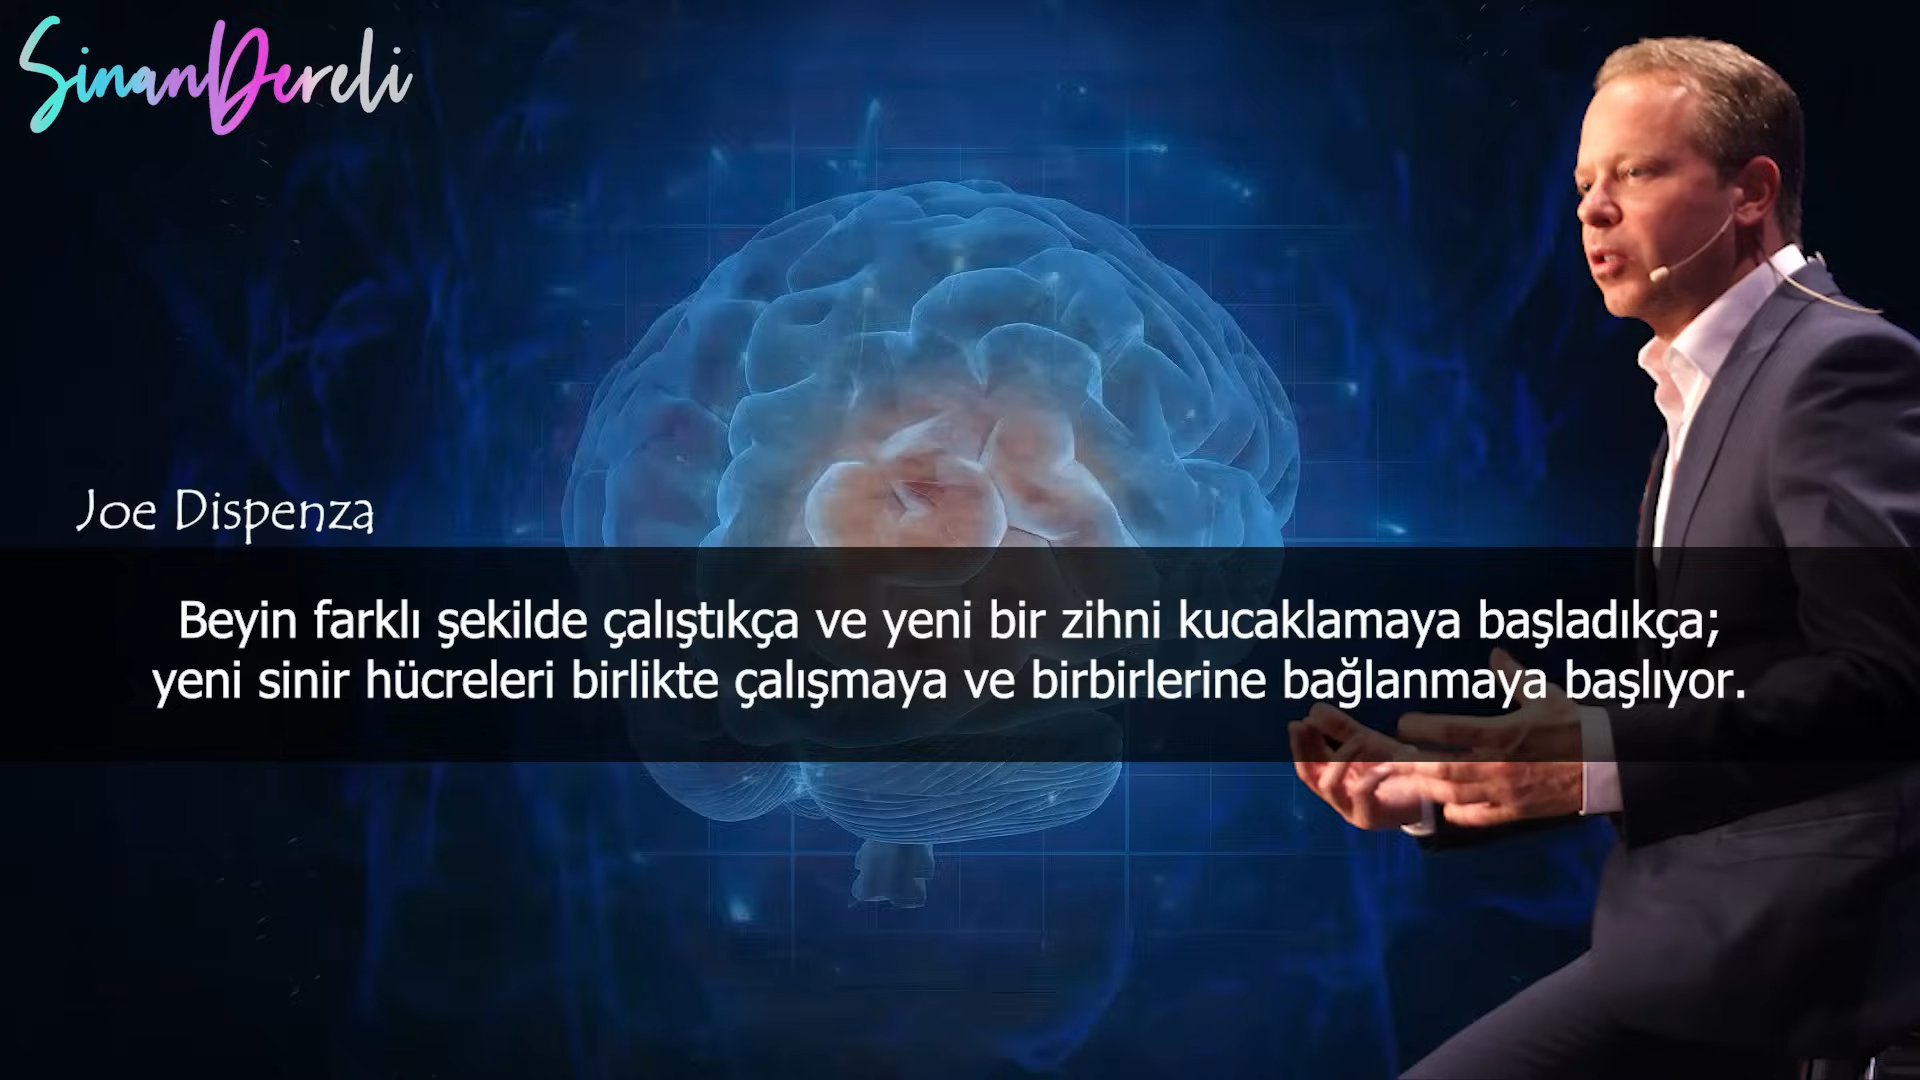 SinanDereli
Joe Dispenza
Beyin farklı şekilde çalıştıkça ve yeni bir zihni kucaklamaya başladıkça;
yeni sinir hücreleri birlikte çalışmaya ve birbirlerine bağlanmaya başlıyor.